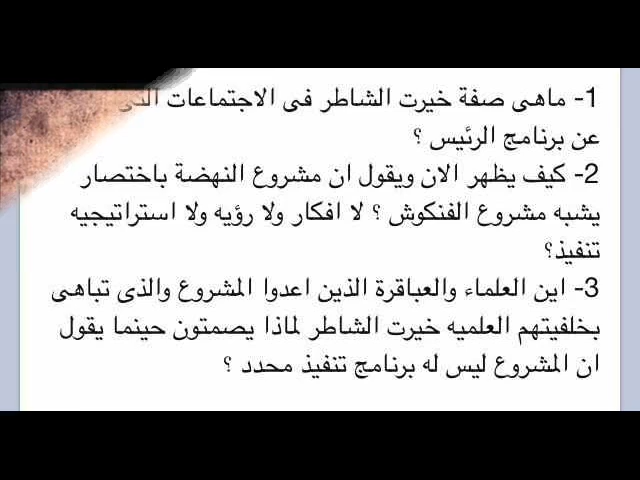 1- ماهى صفة خيرت الشاطر فى الاجتماعات
عن برنامج الرئيس ؟
2- كيف يظهر الان ويقول ان مشروع النهضة باختصار
يشبه مشروع الفنكوش ؟ لا افكار ولا رؤيه ولا استراتيجيه
تنفيذ؟
3- اين العلماء والعباقرة الذين اعدوا المشروع والذى تباهى
بخلفيتهم العلميه خيرت الشاطر لماذا يصمتون حينما يقول
ان المشروع ليس له برنامج تنفيذ محدد ؟